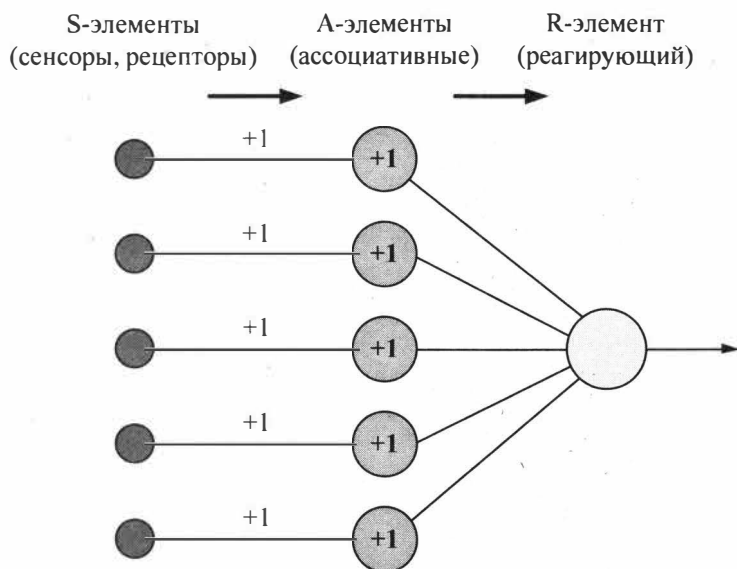 S-элементы
(сенсоры, рецепторы)
A-элементы
(ассоциативные)
R-элемент
(реагирующий)
+1
+1
+1
+1
+1
+1
+1
+1
+1
+1